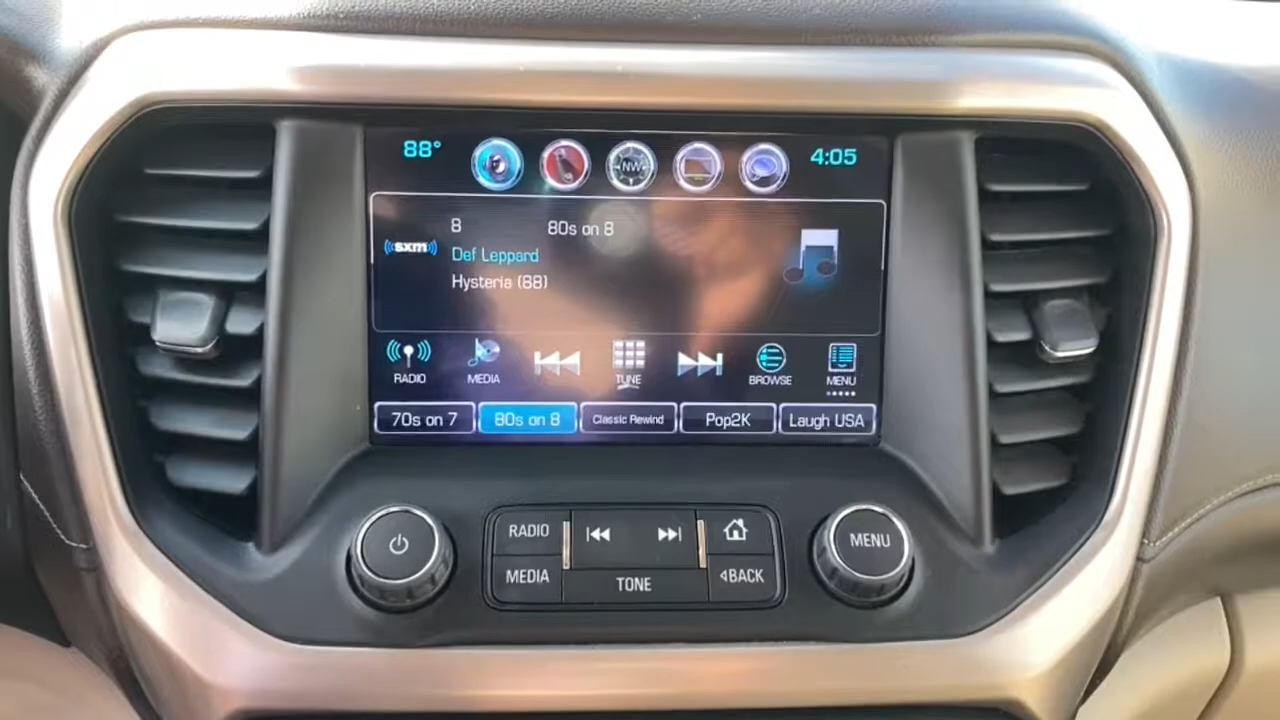 88° NW 4:05
8 80s on 8
((sxm))
Def Leppard
Hysteria (88)
RADIO MEDIA TUNE BROWSE MENU
70s on 7 80s on 8 Classic Rewind Pop2K Laugh USA
RADIO
MENU
MEDIA TONE BACK